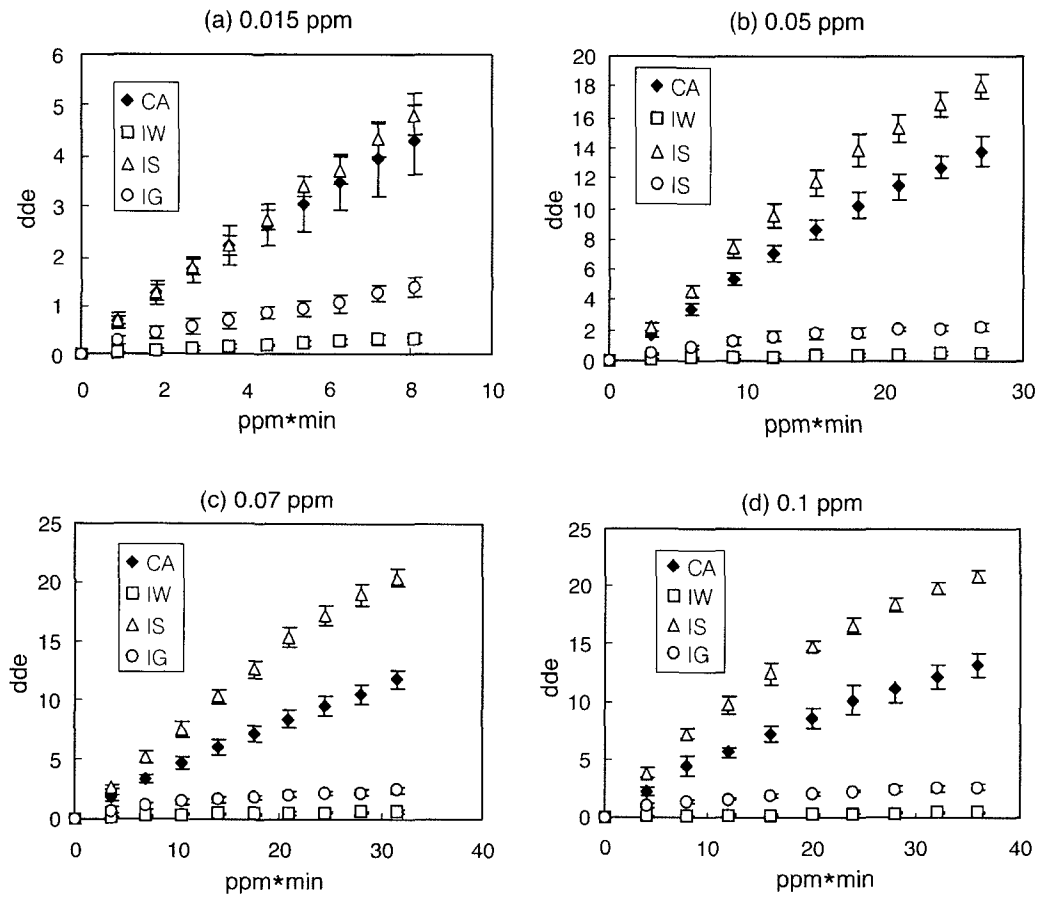 (a) 0.015 ppm
6
5
4
3
2
1
0
dde
CA
IW
IS
IG
0 2 4 6 8 10
ppm*min
(b) 0.05 ppm
20
18
16
14
12
10
8
6
4
2
0
dde
CA
IW
IS
IS
0 10 20 30
ppm*min
(c) 0.07 ppm
25
20
15
10
5
0
dde
CA
IW
IS
IG
0 10 20 30 40
ppm*min
(d) 0.1 ppm
25
20
15
10
5
0
dde
CA
IW
IS
IG
0 10 20 30 40
ppm*min